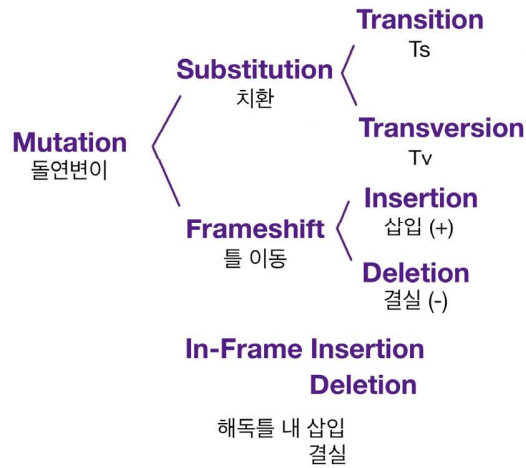 Transition
Ts
Substitution
치환
Transversion
Tv
Mutation
돌연변이
Insertion
삽입 (+)
Frameshift
틀 이동
Deletion
결실 (-)
In-Frame Insertion
Deletion
해독틀 내 삽입
결실